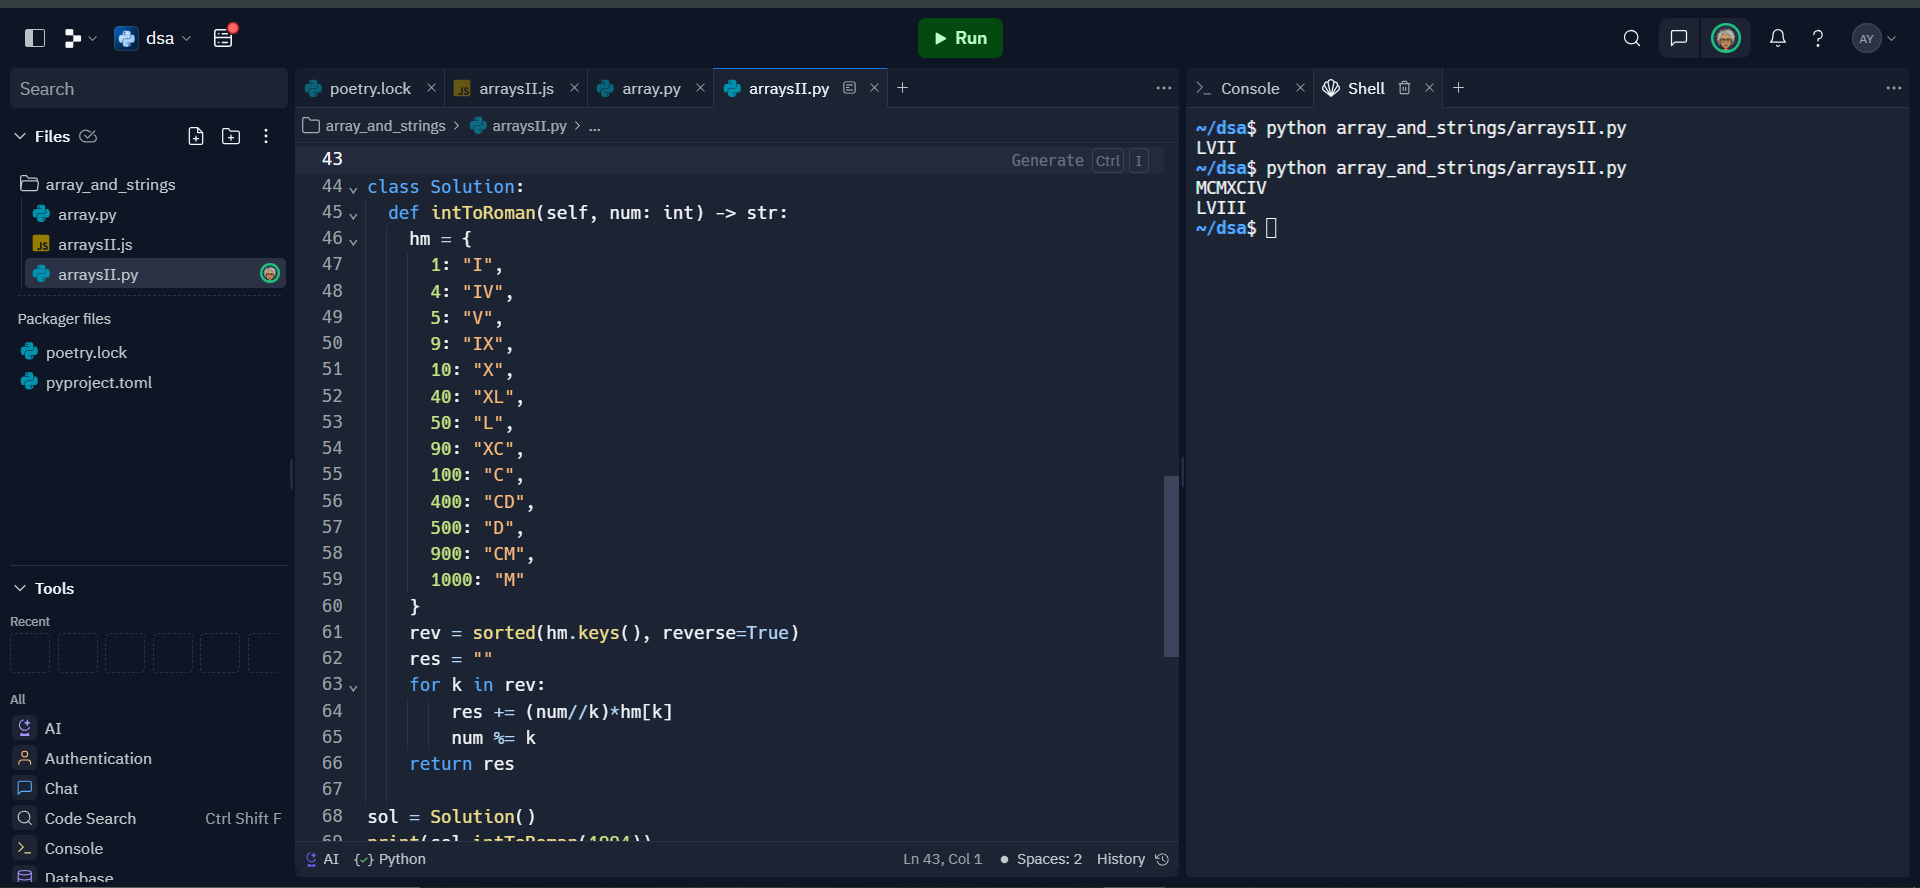 dsa
Run
AY
Search
Files
array_and_strings
array.py
arraysII.js
arraysII.py
Packager files
poetry.lock
pyproject.toml
Tools
Recent
All
AI
Authentication
Chat
Code Search Ctrl Shift F
Console
Database
poetry.lock arraysII.js array.py arraysII.py
array_and_strings > arraysII.py > ...
43 Generate Ctrl I
44 class Solution:
45 def intToRoman(self, num: int) -> str:
46 hm = {
47 1: "I",
48 4: "IV",
49 5: "V",
50 9: "IX",
51 10: "X",
52 40: "XL",
53 50: "L",
54 90: "XC",
55 100: "C",
56 400: "CD",
57 500: "D",
58 900: "CM",
59 1000: "M"
60 }
61 rev = sorted(hm.keys(), reverse=True)
62 res = ""
63 for k in rev:
64 res += (num//k)*hm[k]
65 num %= k
66 return res
67
68 sol = Solution()
69 print(sol.intToRoman(1994))
AI Python Ln 43, Col 1 Spaces: 2 History
Console Shell
~/dsa$ python array_and_strings/arraysII.py
LVII
~/dsa$ python array_and_strings/arraysII.py
MCMXCIV
LVIII
~/dsa$